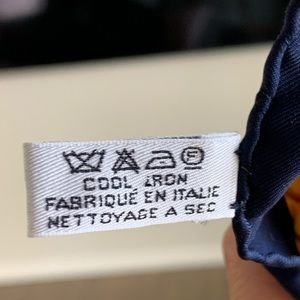 COOL IRON
FABRIQUÉ EN ITALIE
NETTOYAGE A SEC